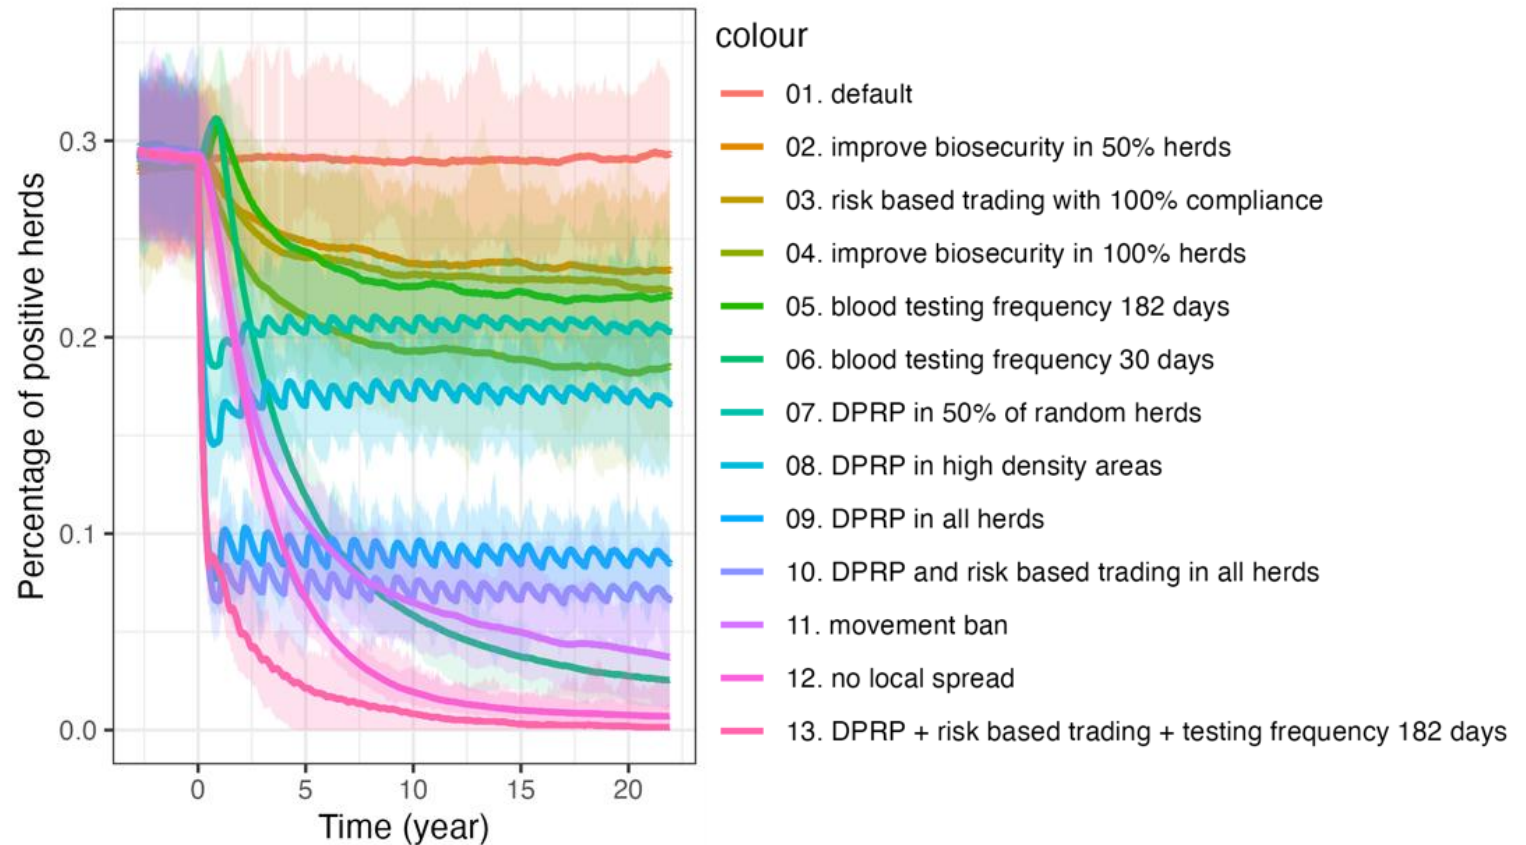 Percentage of positive herds
0.3
0.2
0.1
0.0
0 5 10 15 20
Time (year)
colour
01. default
02. improve biosecurity in 50% herds
03. risk based trading with 100% compliance
04. improve biosecurity in 100% herds
05. blood testing frequency 182 days
06. blood testing frequency 30 days
07. DPRP in 50% of random herds
08. DPRP in high density areas
09. DPRP in all herds
10. DPRP and risk based trading in all herds
11. movement ban
12. no local spread
13. DPRP + risk based trading + testing frequency 182 days